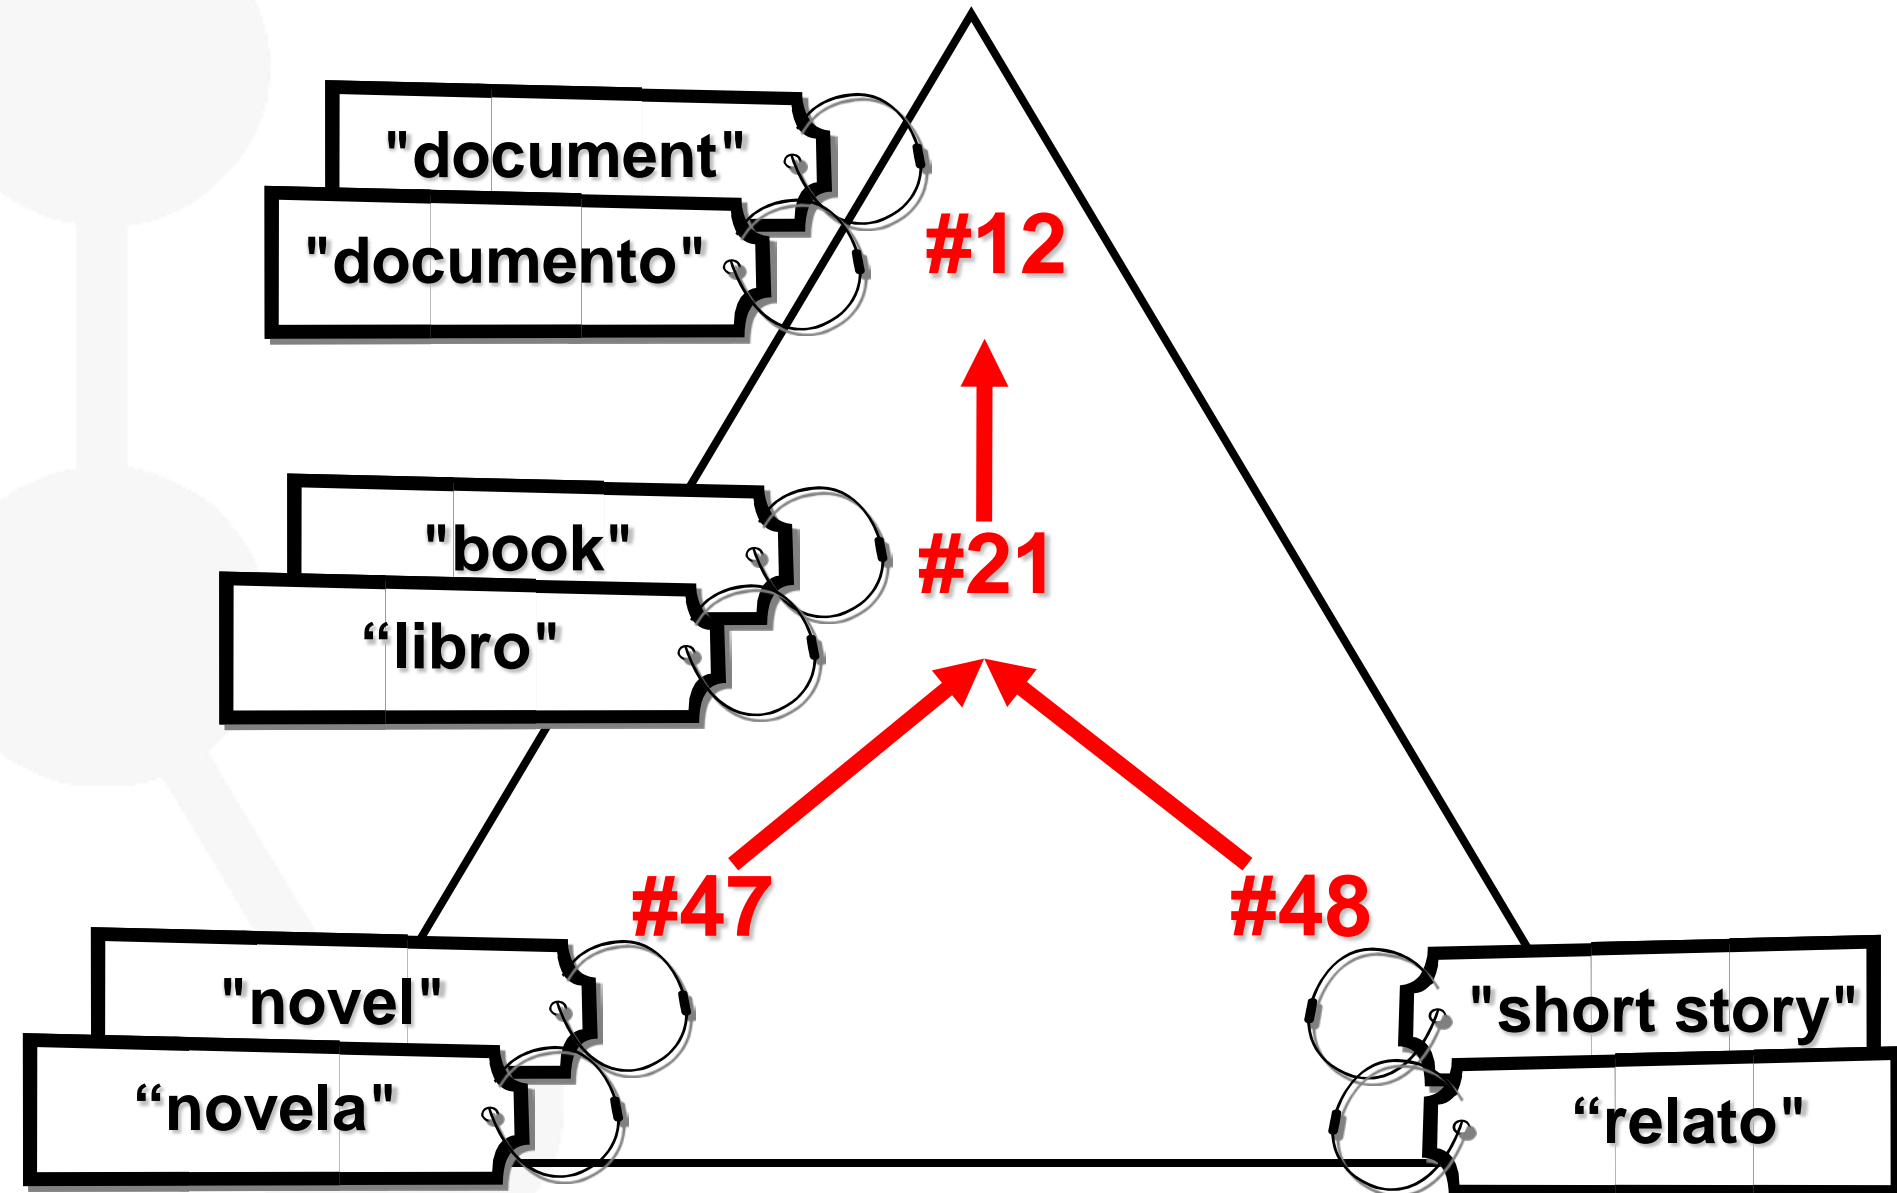 "document"
"documento"
#12
"book"
#21
“libro"
#47
#48
"novel"
"short story"
“novela"
“relato"